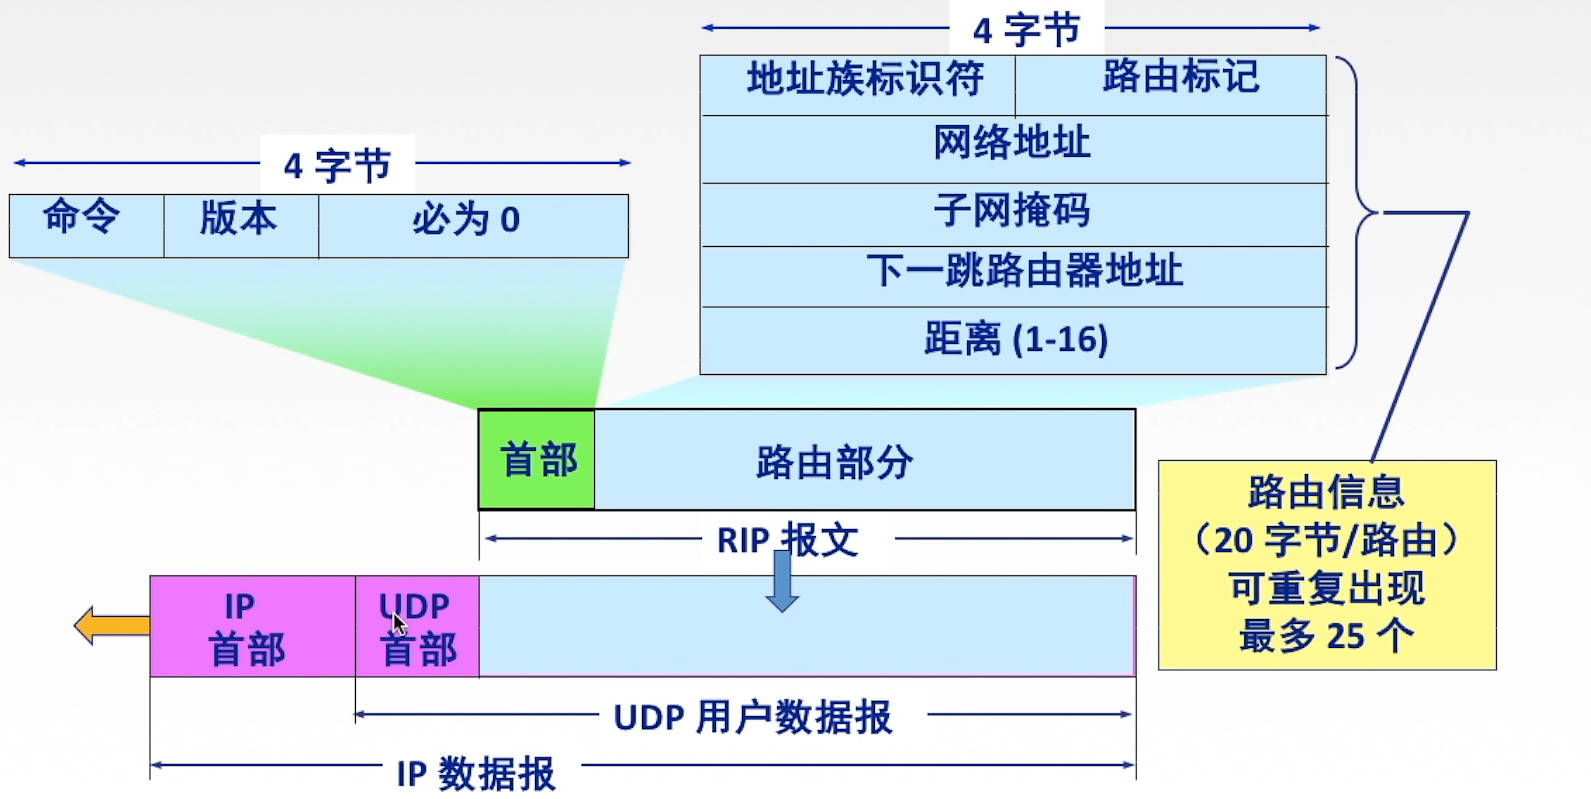 4 字节
地址族标识符 路由标记
网络地址
子网掩码
下一跳路由器地址
距离 (1-16)
4 字节
命令 版本 必为 0
首部 路由部分
RIP 报文
路由信息
（20 字节/路由）
可重复出现
最多 25 个
IP
首部
UDP
首部
UDP 用户数据报
IP 数据报